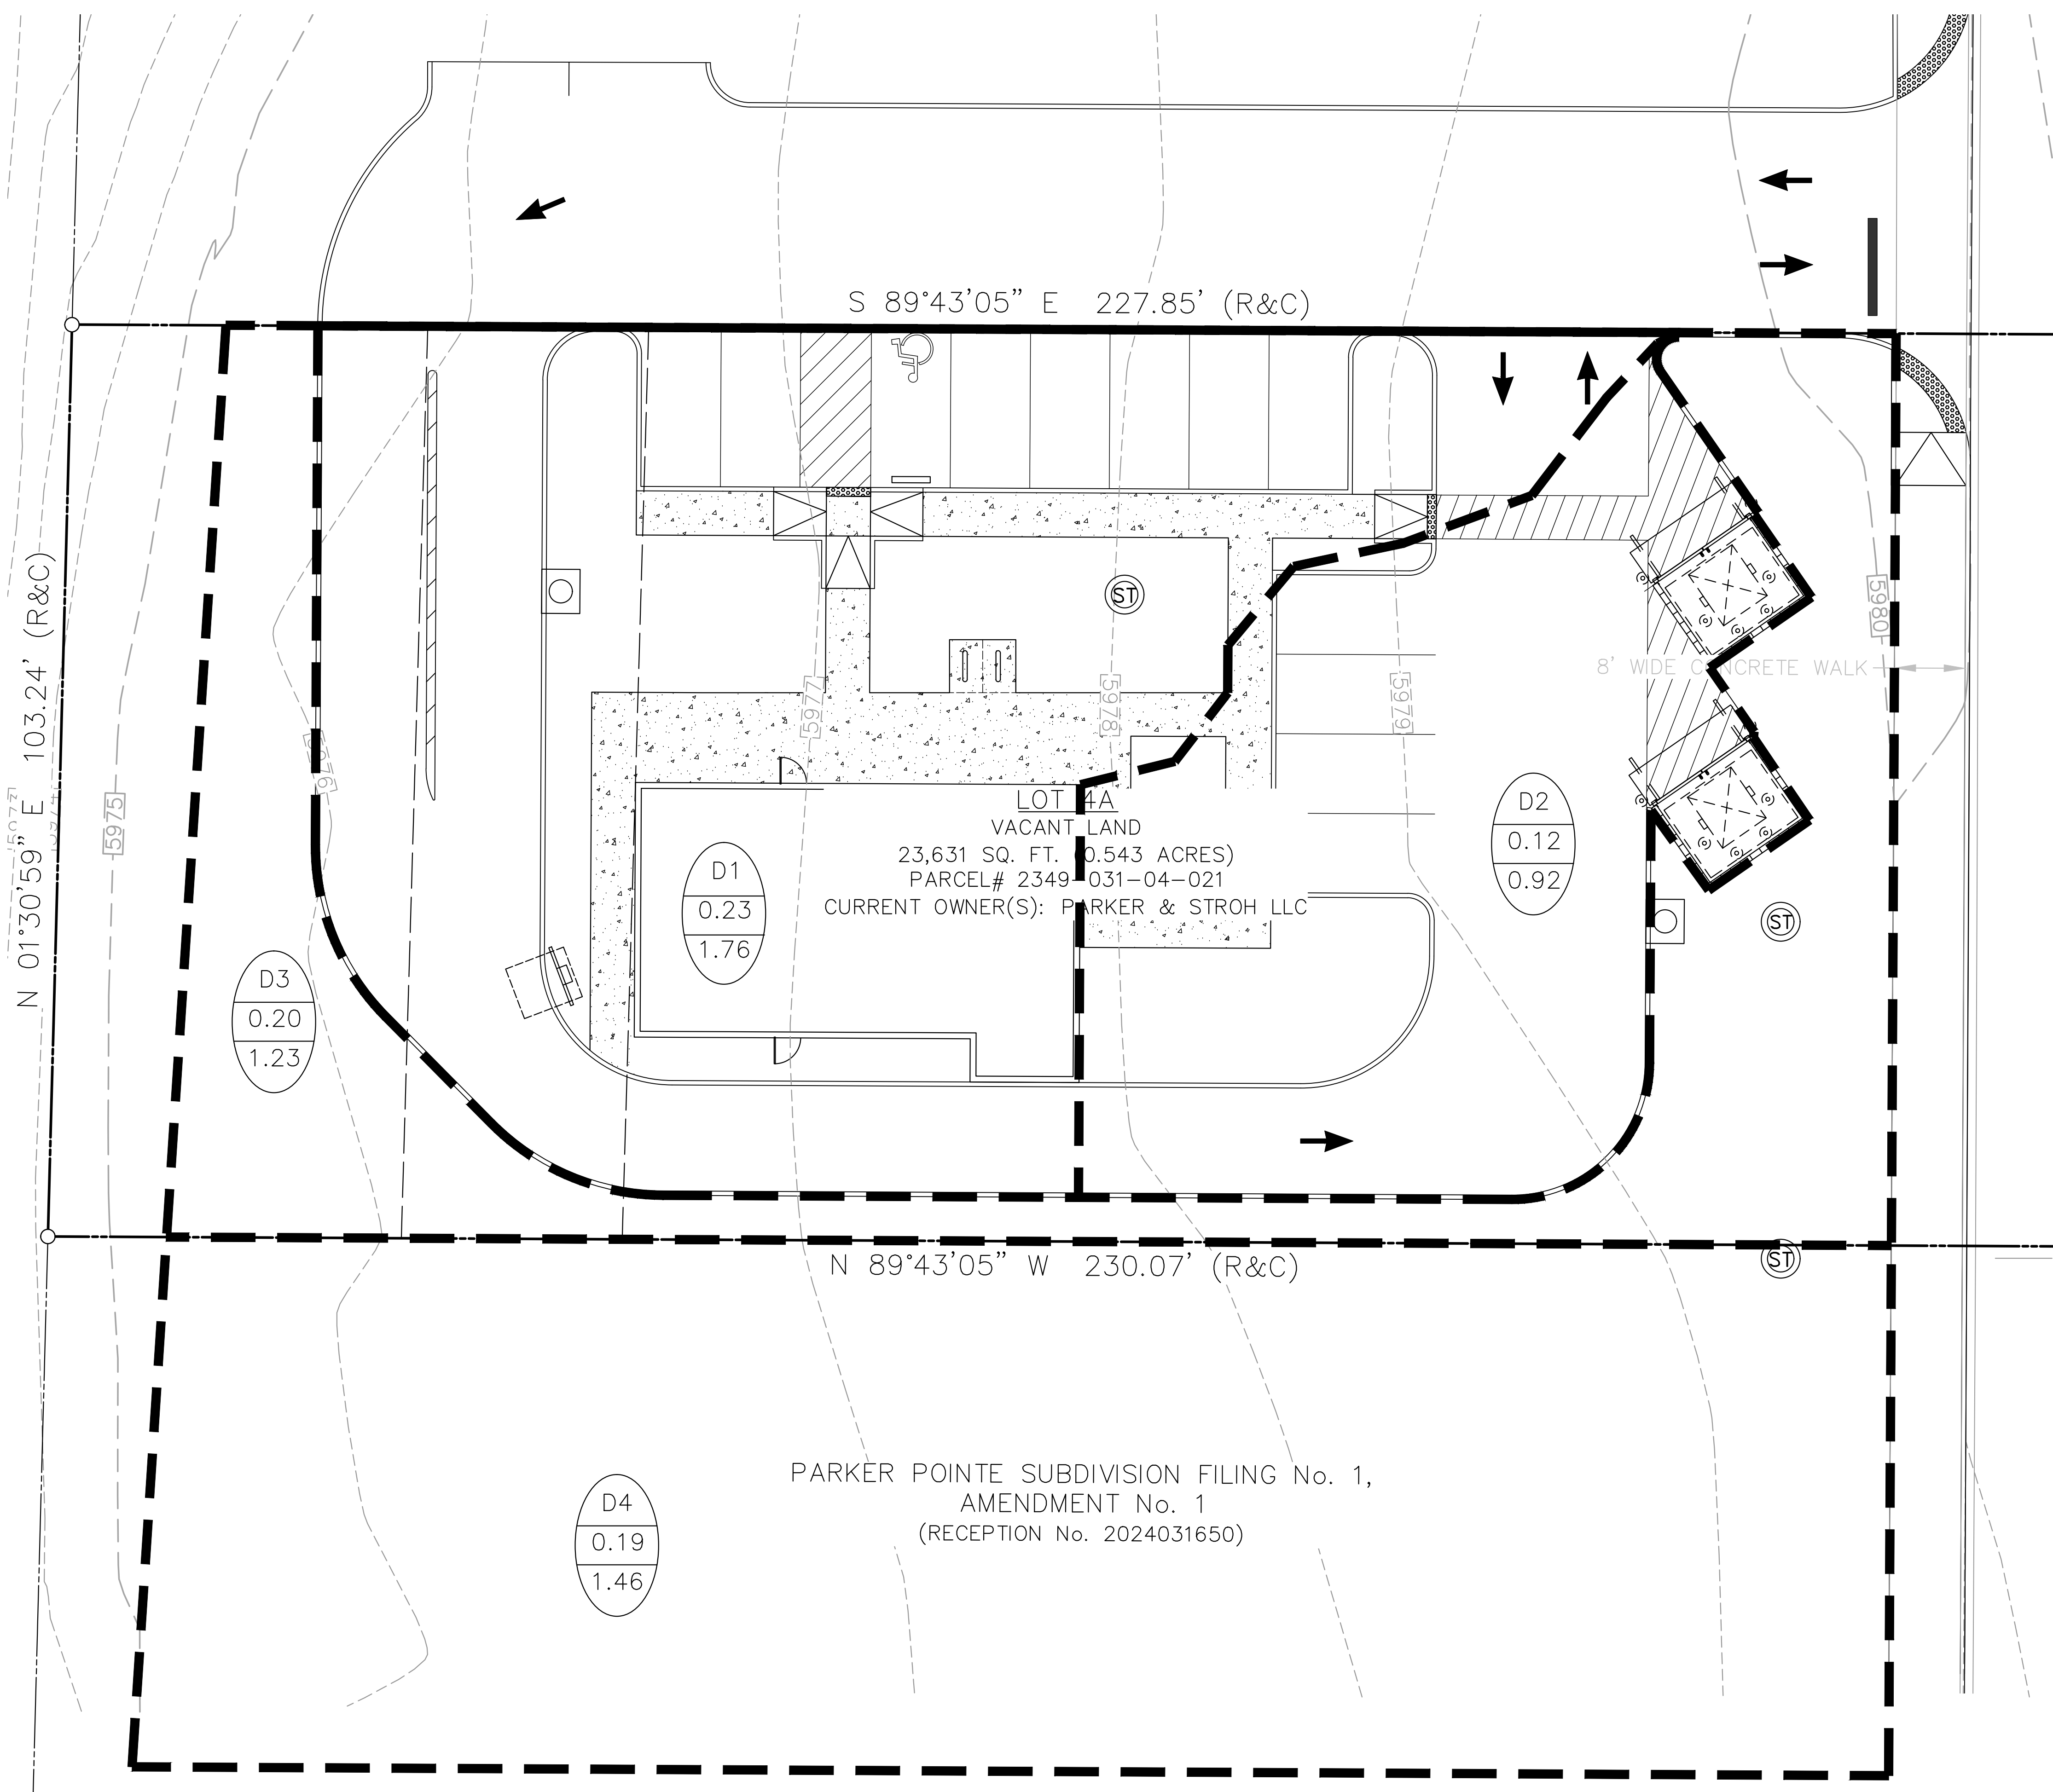 S 89°43'05" E 227.85' (R&C)
N 01°30'59" E 103.24' (R&C)
ST
5980
8' WIDE CONCRETE WALK
5977
5978
5979
5976
5975
LOT 4A
VACANT LAND
23,631 SQ. FT. (0.543 ACRES)
PARCEL# 2349-031-04-021
CURRENT OWNER(S): PARKER & STROH LLC
D2
0.12
0.92
D1
0.23
1.76
ST
D3
0.20
1.23
ST
N 89°43'05" W 230.07' (R&C)
PARKER POINTE SUBDIVISION FILING No. 1,
AMENDMENT No. 1
(RECEPTION No. 2024031650)
D4
0.19
1.46